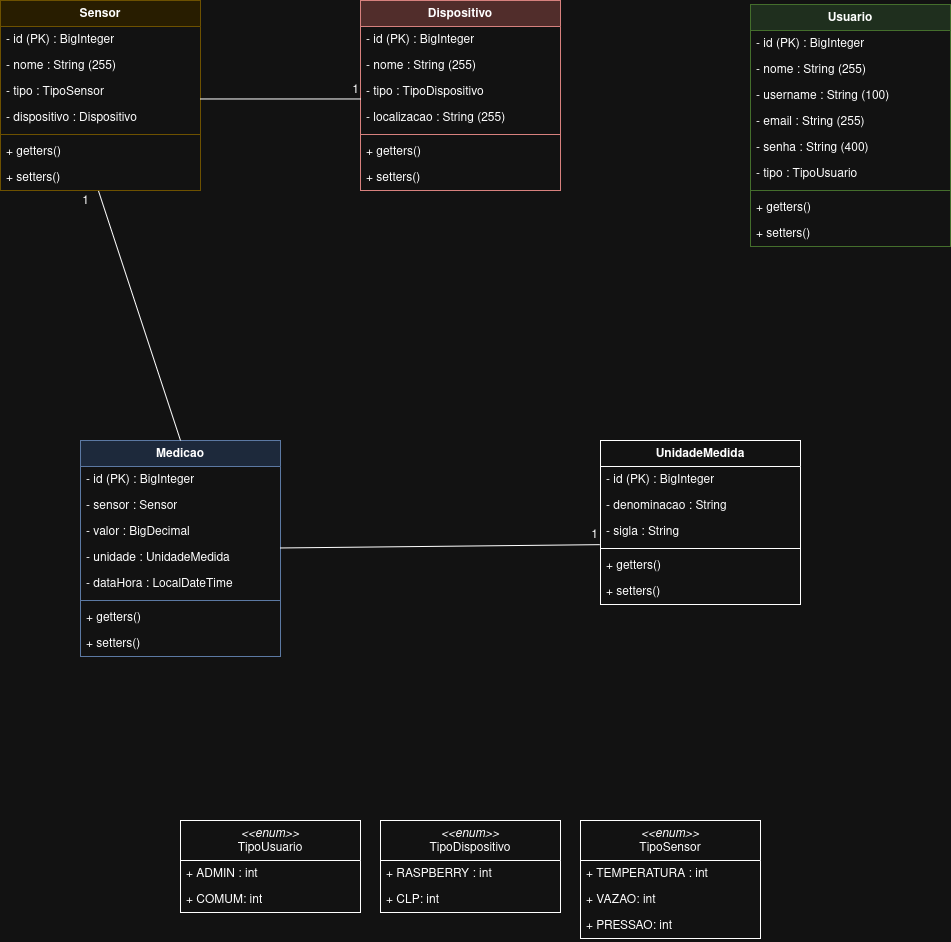 Sensor
- id (PK) : BigInteger
- nome : String (255)
- tipo : TipoSensor
- dispositivo : Dispositivo
+ getters()
+ setters()
1
Dispositivo
- id (PK) : BigInteger
- nome : String (255)
- tipo : TipoDispositivo
- localizacao : String (255)
+ getters()
+ setters()
1
Usuario
- id (PK) : BigInteger
- nome : String (255)
- username : String (100)
- email : String (255)
- senha : String (400)
- tipo : TipoUsuario
+ getters()
+ setters()
Medicao
- id (PK) : BigInteger
- sensor : Sensor
- valor : BigDecimal
- unidade : UnidadeMedida
- dataHora : LocalDateTime
+ getters()
+ setters()
1
UnidadeMedida
- id (PK) : BigInteger
- denominacao : String
- sigla : String
+ getters()
+ setters()
<<enum>>
TipoUsuario
+ ADMIN : int
+ COMUM: int
<<enum>>
TipoDispositivo
+ RASPBERRY : int
+ CLP: int
<<enum>>
TipoSensor
+ TEMPERATURA : int
+ VAZAO: int
+ PRESSAO: int